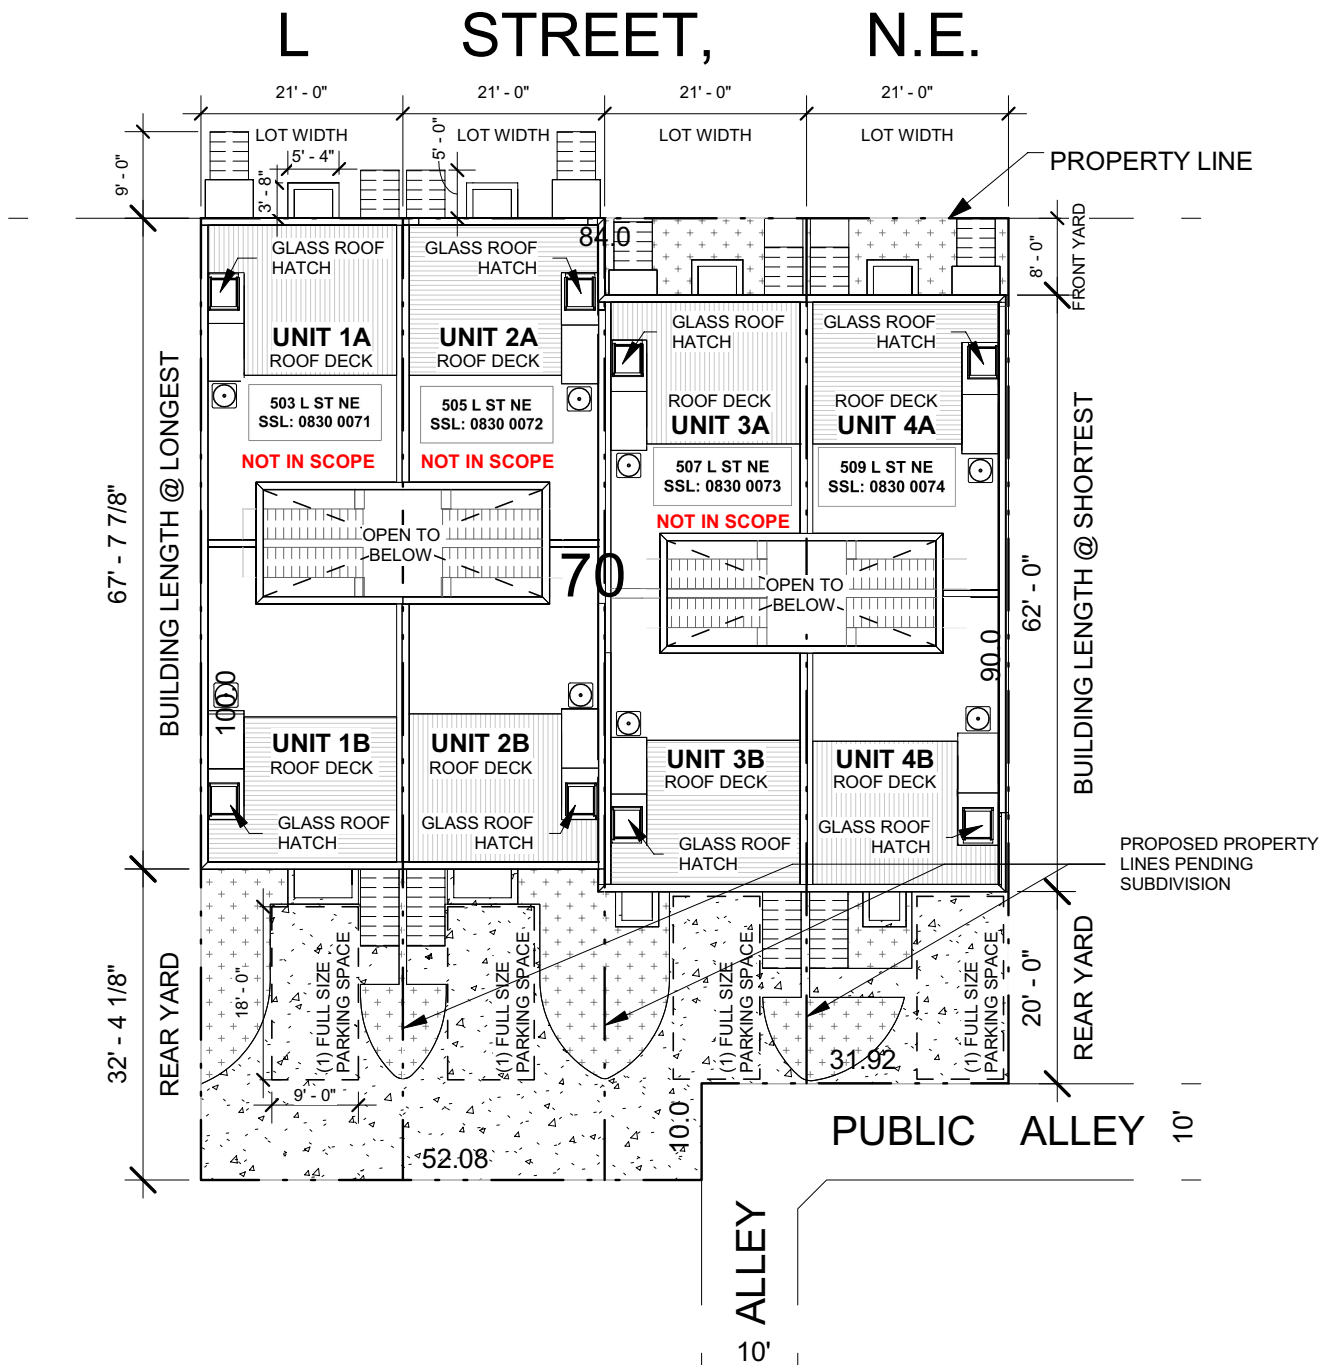 L STREET, N.E.
21' - 0" 21' - 0" 21' - 0" 21' - 0"
LOT WIDTH LOT WIDTH LOT WIDTH LOT WIDTH
9' - 0"
5' - 4"
3' - 8"
5' - 0"
PROPERTY LINE
84.0
8' - 0"
FRONT YARD
GLASS ROOF
HATCH
UNIT 1A
ROOF DECK
503 L ST NE
SSL: 0830 0071
NOT IN SCOPE
GLASS ROOF
HATCH
UNIT 2A
ROOF DECK
505 L ST NE
SSL: 0830 0072
NOT IN SCOPE
GLASS ROOF
HATCH
ROOF DECK
UNIT 3A
507 L ST NE
SSL: 0830 0073
NOT IN SCOPE
GLASS ROOF
HATCH
ROOF DECK
UNIT 4A
509 L ST NE
SSL: 0830 0074
67' - 7 7/8"
BUILDING LENGTH @ LONGEST
OPEN TO
BELOW
70
OPEN TO
BELOW
62' - 0"
BUILDING LENGTH @ SHORTEST
100.0
90.0
UNIT 1B
ROOF DECK
GLASS ROOF
HATCH
UNIT 2B
ROOF DECK
GLASS ROOF
HATCH
UNIT 3B
ROOF DECK
GLASS ROOF
HATCH
UNIT 4B
ROOF DECK
GLASS ROOF
HATCH
PROPOSED PROPERTY
LINES PENDING
SUBDIVISION
32' - 4 1/8"
REAR YARD
18' - 0"
(1) FULL SIZE
PARKING SPACE
9' - 0"
(1) FULL SIZE
PARKING SPACE
(1) FULL SIZE
PARKING SPACE
(1) FULL SIZE
PARKING SPACE
20' - 0"
REAR YARD
31.92
10.0
52.08
PUBLIC ALLEY 10'
ALLEY
10'